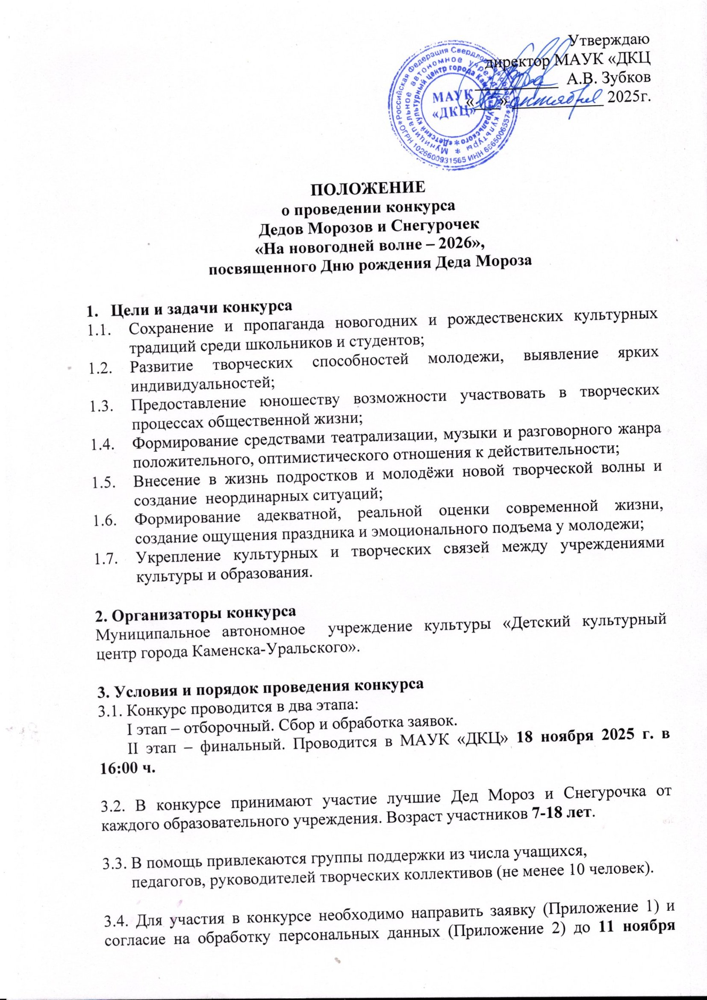 Утверждаю
директор МАУК «ДКЦ
А.В. Зубков
« » октября 2025г.
*Российская Федерация Свердловская область*
ОГРН 1026600931565 ИНН 6665006557
* Муниципальное автономное учреждение культуры
*«Детский культурный центр города Каменска-Уральского»
МАУК
«ДКЦ»
ПОЛОЖЕНИЕ
о проведении конкурса
Дедов Морозов и Снегурочек
«На новогодней волне – 2026»,
посвященного Дню рождения Деда Мороза
1. Цели и задачи конкурса
1.1. Сохранение и пропаганда новогодних и рождественских культурных
традиций среди школьников и студентов;
1.2. Развитие творческих способностей молодежи, выявление ярких
индивидуальностей;
1.3. Предоставление юношеству возможности участвовать в творческих
процессах общественной жизни;
1.4. Формирование средствами театрализации, музыки и разговорного жанра
положительного, оптимистического отношения к действительности;
1.5. Внесение в жизнь подростков и молодёжи новой творческой волны и
создание неординарных ситуаций;
1.6. Формирование адекватной, реальной оценки современной жизни,
создание ощущения праздника и эмоционального подъема у молодежи;
1.7. Укрепление культурных и творческих связей между учреждениями
культуры и образования.
2. Организаторы конкурса
Муниципальное автономное учреждение культуры «Детский культурный
центр города Каменска-Уральского».
3. Условия и порядок проведения конкурса
3.1. Конкурс проводится в два этапа:
I этап – отборочный. Сбор и обработка заявок.
II этап – финальный. Проводится в МАУК «ДКЦ» 18 ноября 2025 г. в
16:00 ч.
3.2. В конкурсе принимают участие лучшие Дед Мороз и Снегурочка от
каждого образовательного учреждения. Возраст участников 7-18 лет.
3.3. В помощь привлекаются группы поддержки из числа учащихся,
педагогов, руководителей творческих коллективов (не менее 10 человек).
3.4. Для участия в конкурсе необходимо направить заявку (Приложение 1) и
согласие на обработку персональных данных (Приложение 2) до 11 ноября